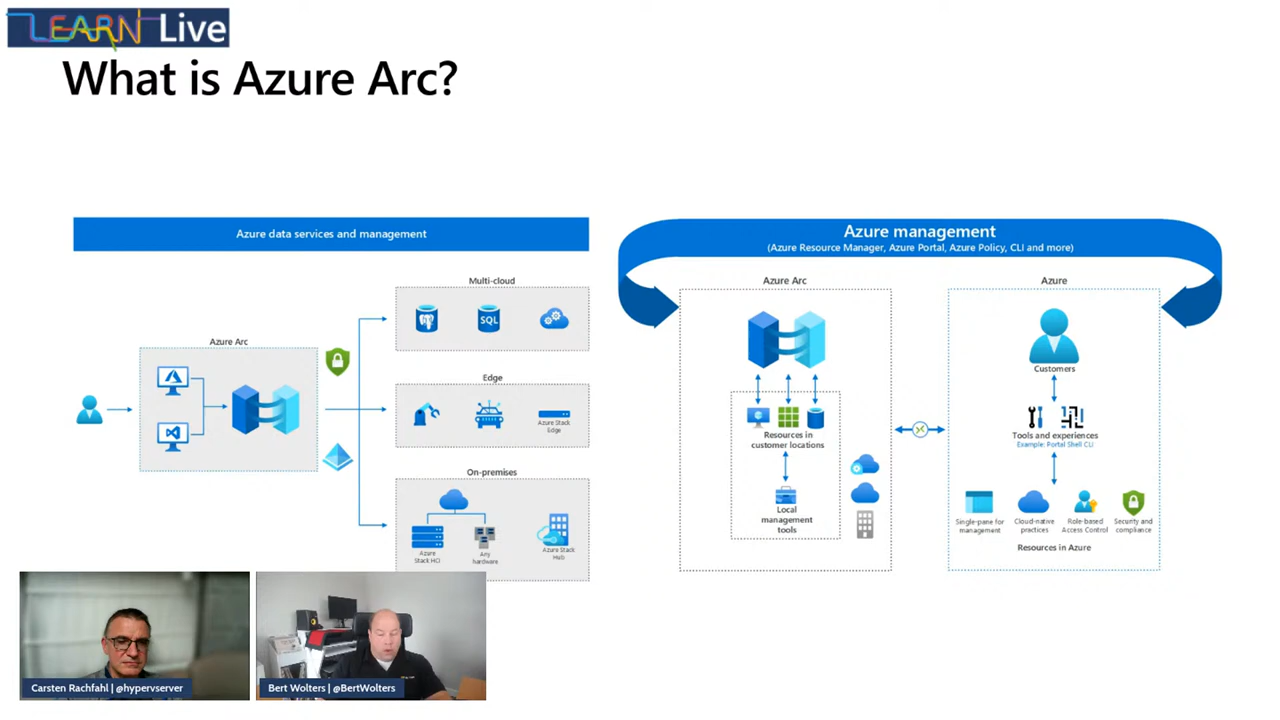 LEARN Live
What is Azure Arc?
Azure data services and management
Multi-cloud
SQL
Azure Arc
Edge
Azure Stack
Edge
On-premises
Azure
Stack HCI
Any
hardware
Azure Stack
Hub
Azure management
(Azure Resource Manager, Azure Portal, Azure Policy, CLI and more)
Azure Arc
Resources in
customer locations
Local
management
tools
Azure
Customers
Tools and experiences
Example: Portal Shell CLI
Single-pane for
management
Cloud-native
practices
Role-based
Access Control
Security and
compliance
Resources in Azure
Carsten Rachfahl | @hypervserver
Bert Wolters | @BertWolters